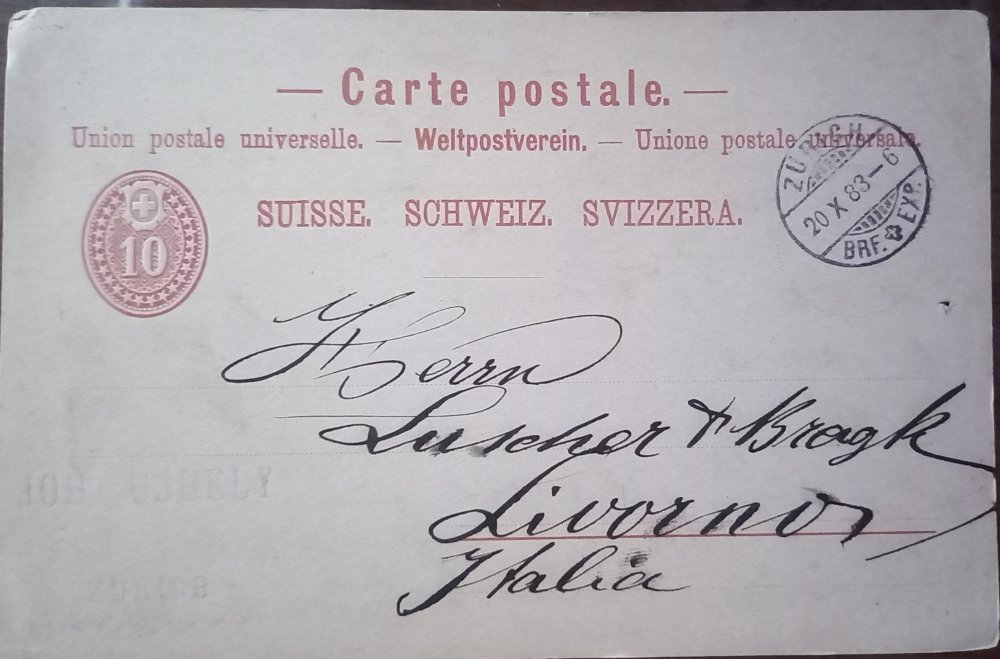 — Carte postale. —
Union postale universelle. — Weltpostverein. — Unione postale universale.
SUISSE. SCHWEIZ. SVIZZERA.
10
ZÜRICH
20 X 83—6
BRF. EXP.
Herrn
Luscher & Bragk
Livorno
Italia